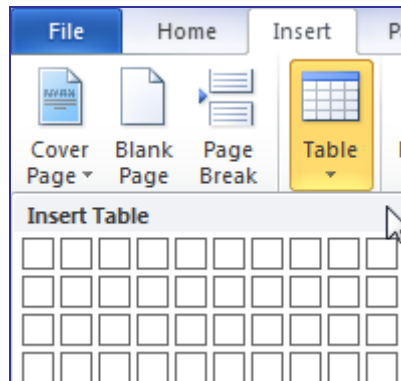 File Home Insert
Cover Blank Page Table
Page Page Break
Insert Table